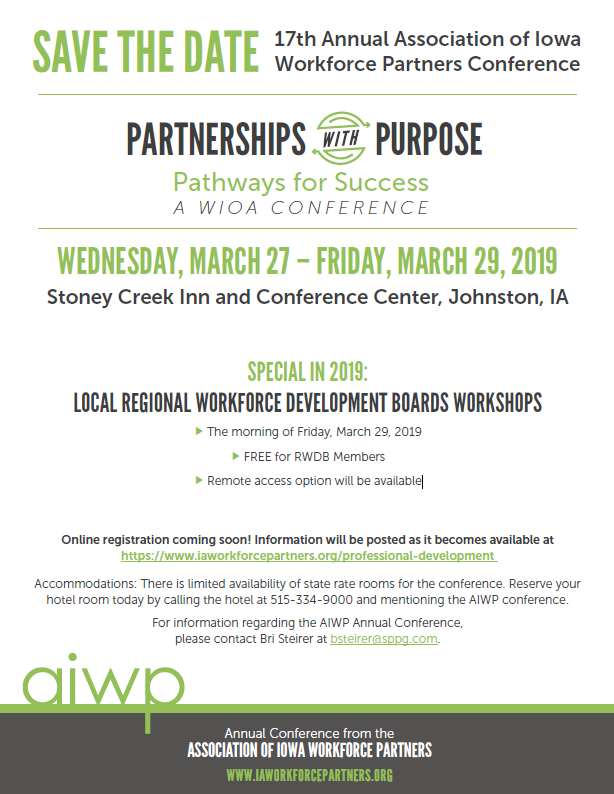 SAVE THE DATE
17th Annual Association of Iowa
Workforce Partners Conference
PARTNERSHIPS WITH PURPOSE
Pathways for Success
A WIOA CONFERENCE
WEDNESDAY, MARCH 27 – FRIDAY, MARCH 29, 2019
Stoney Creek Inn and Conference Center, Johnston, IA
SPECIAL IN 2019:
LOCAL REGIONAL WORKFORCE DEVELOPMENT BOARDS WORKSHOPS
The morning of Friday, March 29, 2019
FREE for RWDB Members
Remote access option will be available
Online registration coming soon! Information will be posted as it becomes available at
https://www.iaworkforcepartners.org/professional-development
Accommodations: There is limited availability of state rate rooms for the conference. Reserve your
hotel room today by calling the hotel at 515-334-9000 and mentioning the AIWP conference.
For information regarding the AIWP Annual Conference,
please contact Bri Steirer at bsteirer@sppg.com.
aiwp
Annual Conference from the
ASSOCIATION OF IOWA WORKFORCE PARTNERS
WWW.IAWORKFORCEPARTNERS.ORG